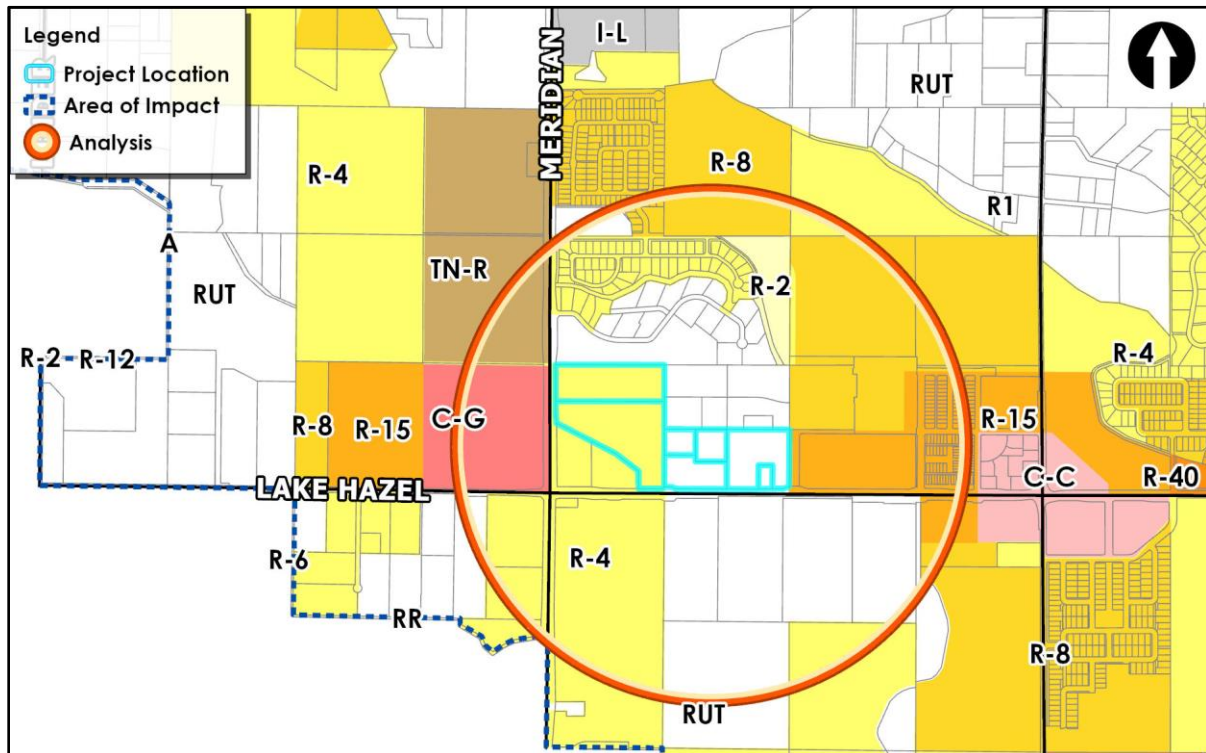 Legend
Project Location
Area of Impact
Analysis
I-L
MERIDIAN
RUT
R-4
R-8
R1
A
RUT
TN-R
R-2
R-2
R-12
R-4
R-8
R-15
C-G
R-15
C-C
R-40
LAKE HAZEL
R-6
R-4
RR
R-8
RUT